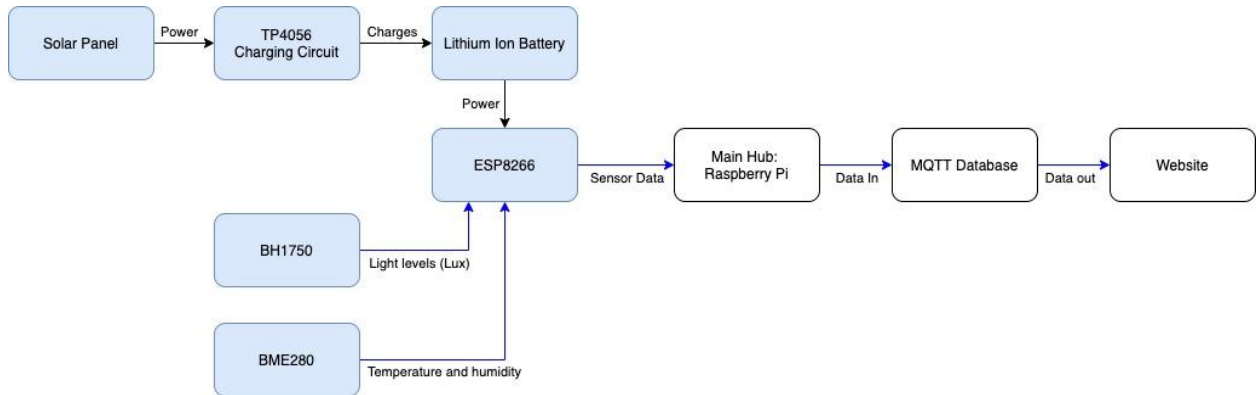 Solar Panel
Power
TP4056
Charging Circuit
Charges
Lithium Ion Battery
Power
ESP8266
Sensor Data
Main Hub:
Raspberry Pi
Data In
MQTT Database
Data out
Website
BH1750
Light levels (Lux)
BME280
Temperature and humidity